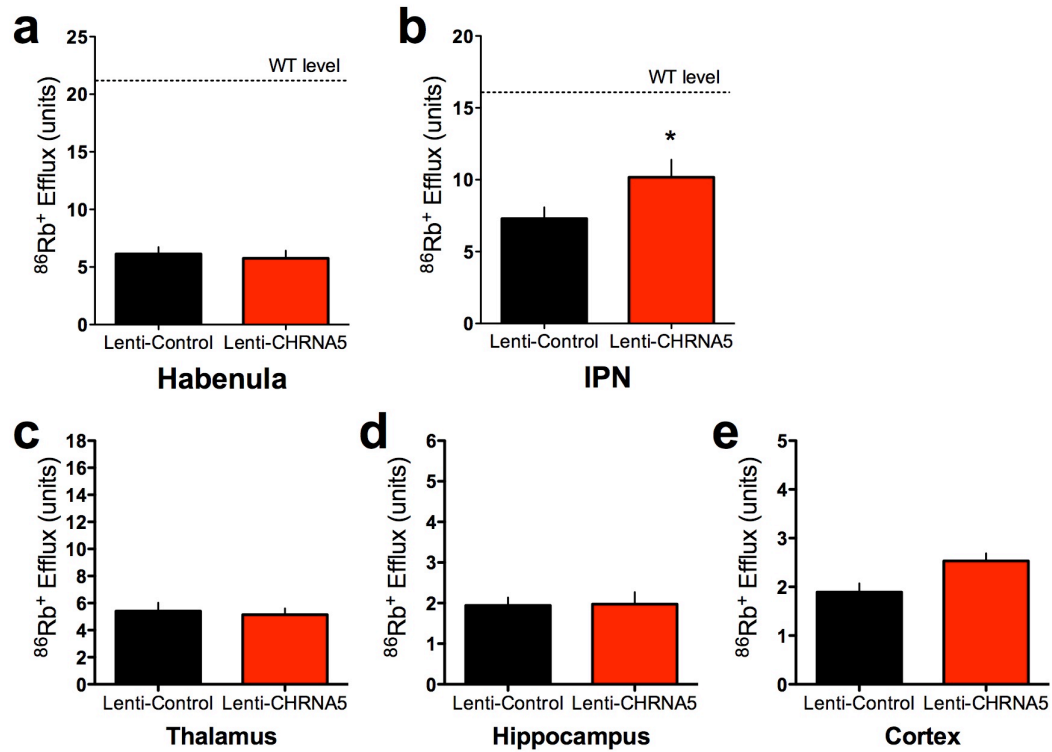 a
25
20
15
10
5
0
WT level
⁸⁶Rb⁺ Efflux (units)
Lenti-Control Lenti-CHRNA5
Habenula
b
20
15
10
5
0
WT level
*
⁸⁶Rb⁺ Efflux (units)
Lenti-Control Lenti-CHRNA5
IPN
c
18
16
14
12
10
8
6
4
2
0
⁸⁶Rb⁺ Efflux (units)
Lenti-Control Lenti-CHRNA5
Thalamus
d
6
5
4
3
2
1
0
⁸⁶Rb⁺ Efflux (units)
Lenti-Control Lenti-CHRNA5
Hippocampus
e
5
4
3
2
1
0
⁸⁶Rb⁺ Efflux (units)
Lenti-Control Lenti-CHRNA5
Cortex